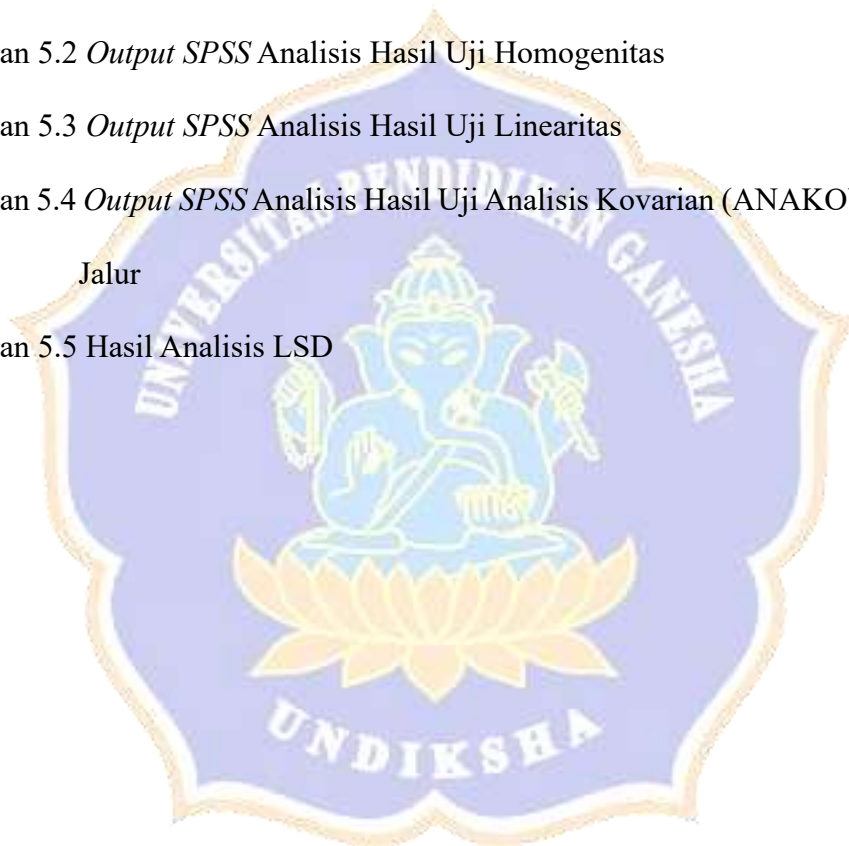 an 5.2 Output SPSS Analisis Hasil Uji Homogenitas
an 5.3 Output SPSS Analisis Hasil Uji Linearitas
an 5.4 Output SPSS Analisis Hasil Uji Analisis Kovarian (ANAKO
Jalur
an 5.5 Hasil Analisis LSD
UNIVERSITAS PENDIDIKAN GANESHA
UNDIKSHA